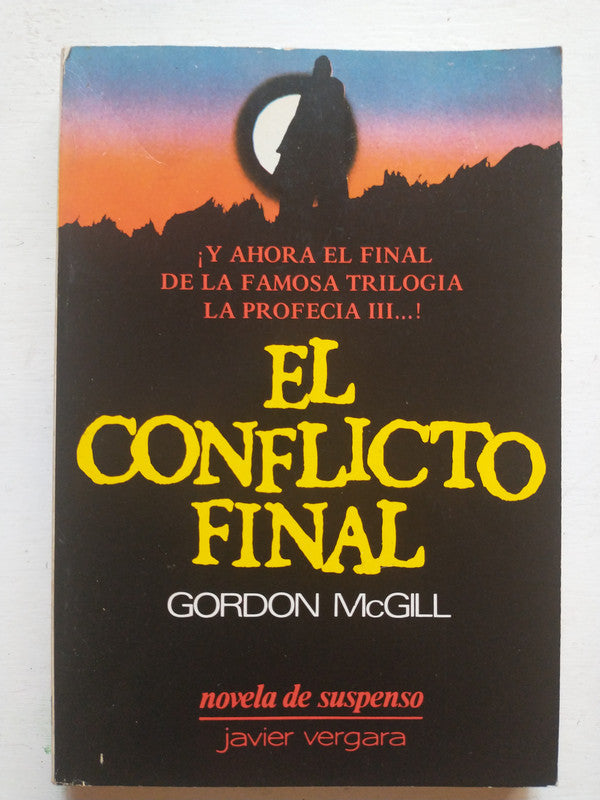 ¡Y AHORA EL FINAL
DE LA FAMOSA TRILOGIA
LA PROFECIA III...!
EL
CONFLICTO
FINAL
GORDON McGILL
novela de suspenso
javier vergara